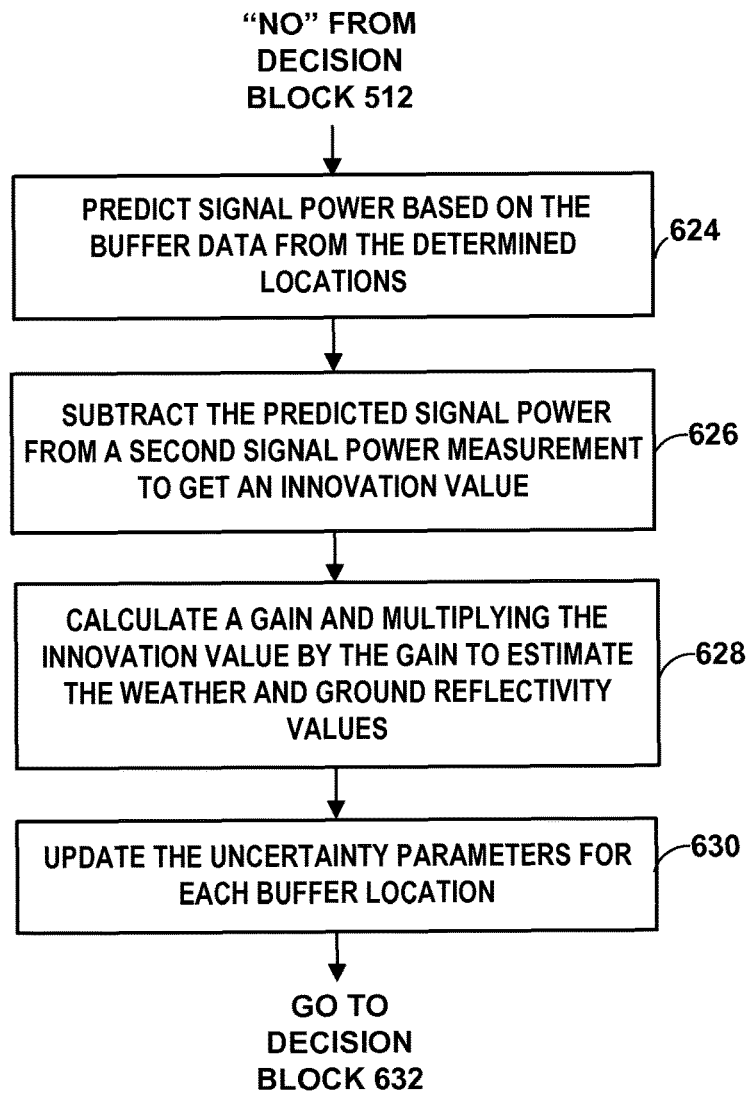 “NO” FROM
DECISION
BLOCK 512
PREDICT SIGNAL POWER BASED ON THE
BUFFER DATA FROM THE DETERMINED
LOCATIONS
624
SUBTRACT THE PREDICTED SIGNAL POWER
FROM A SECOND SIGNAL POWER MEASUREMENT
TO GET AN INNOVATION VALUE
626
CALCULATE A GAIN AND MULTIPLYING THE
INNOVATION VALUE BY THE GAIN TO ESTIMATE
THE WEATHER AND GROUND REFLECTIVITY
VALUES
628
UPDATE THE UNCERTAINTY PARAMETERS FOR
EACH BUFFER LOCATION
630
GO TO
DECISION
BLOCK 632